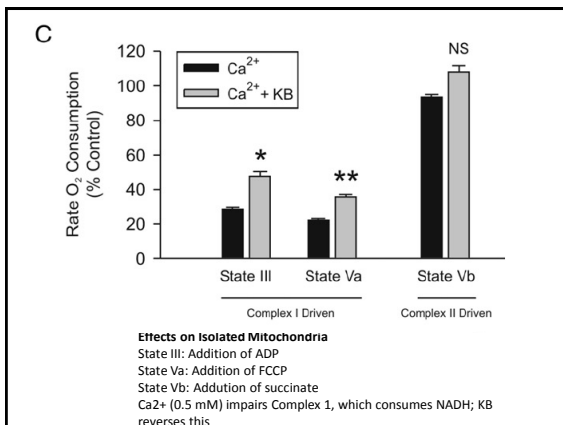 C
120
100
80
60
40
20
0
Rate O₂ Consumption
(% Control)
Ca²⁺
Ca²⁺ + KB
*
**
NS
State III
State Va
State Vb
Complex I Driven
Complex II Driven
Effects on Isolated Mitochondria
State III: Addition of ADP
State Va: Addition of FCCP
State Vb: Addution of succinate
Ca2+ (0.5 mM) impairs Complex 1, which consumes NADH; KB
reverses this